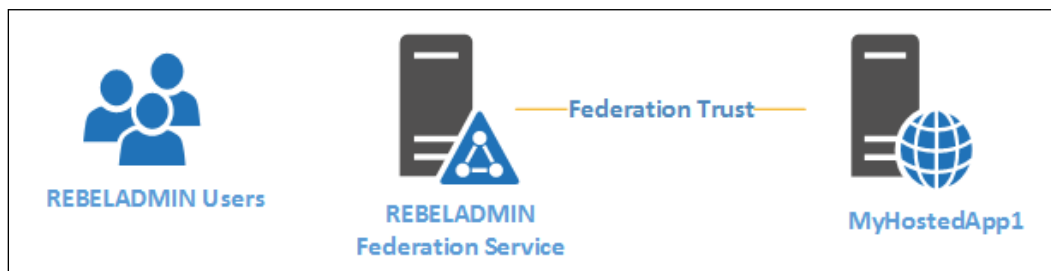 Federation Trust
REBELADMIN Users
REBELADMIN
Federation Service
MyHostedApp1